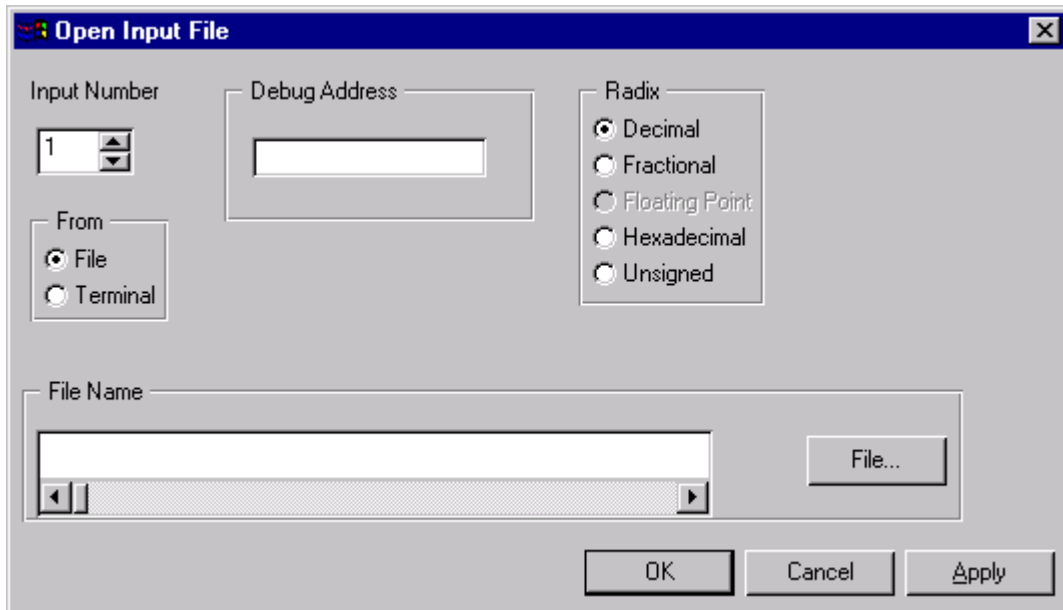 Open Input File
Input Number
1
Debug Address
Radix
Decimal
Fractional
Floating Point
Hexadecimal
Unsigned
From
File
Terminal
File Name
File...
OK
Cancel
Apply